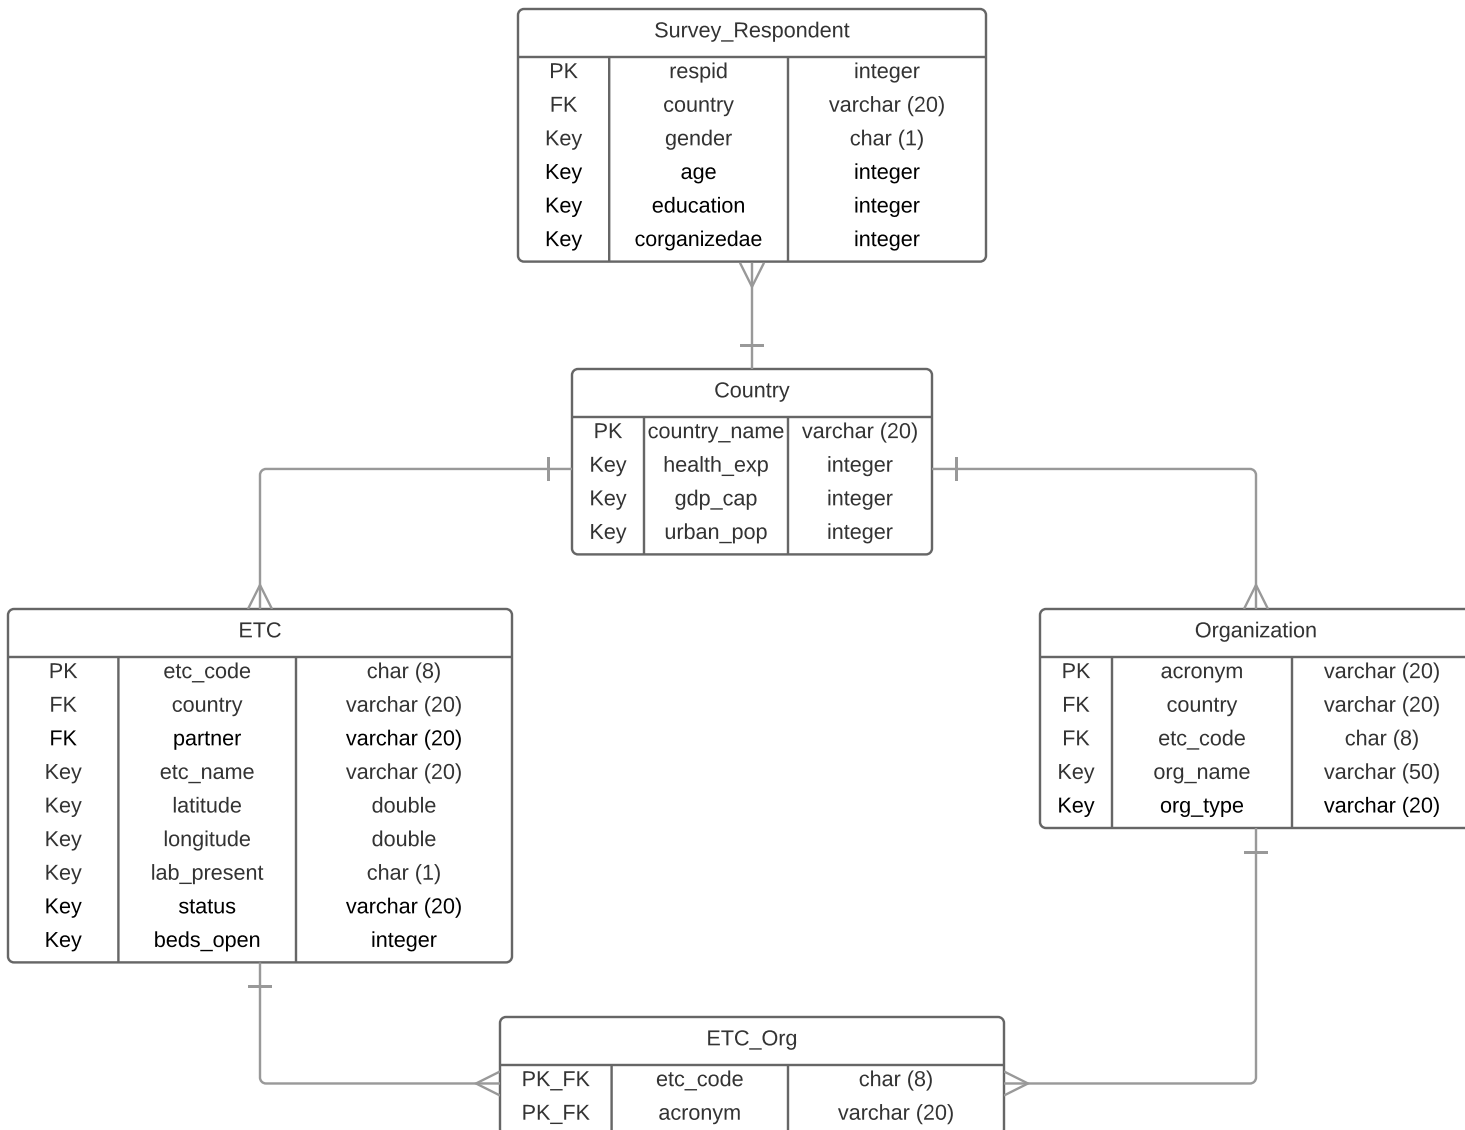 Survey_Respondent
PK respid integer
FK country varchar (20)
Key gender char (1)
Key age integer
Key education integer
Key corganizedae integer
Country
PK country_name varchar (20)
Key health_exp integer
Key gdp_cap integer
Key urban_pop integer
ETC
PK etc_code char (8)
FK country varchar (20)
FK partner varchar (20)
Key etc_name varchar (20)
Key latitude double
Key longitude double
Key lab_present char (1)
Key status varchar (20)
Key beds_open integer
Organization
PK acronym varchar (20)
FK country varchar (20)
FK etc_code char (8)
Key org_name varchar (50)
Key org_type varchar (20)
ETC_Org
PK_FK etc_code char (8)
PK_FK acronym varchar (20)